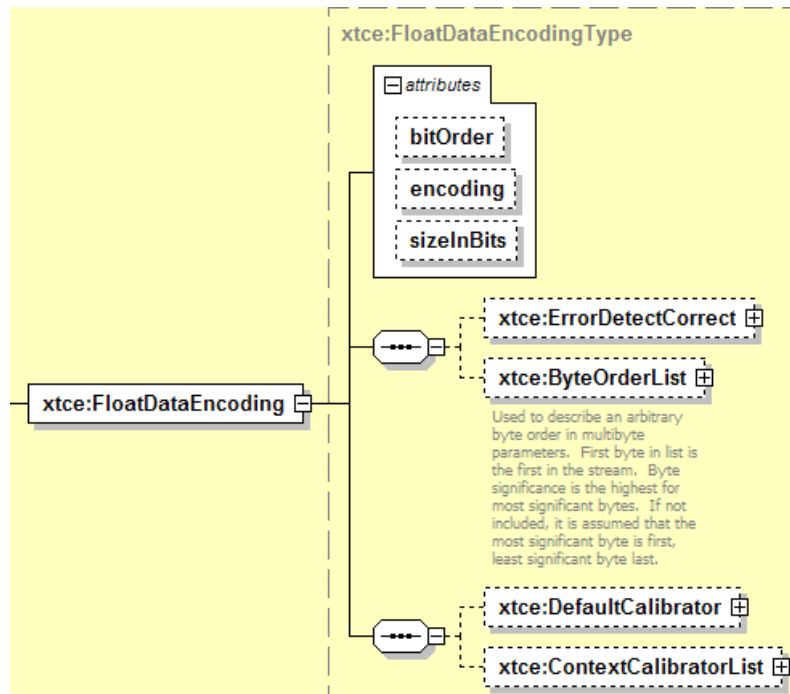 xtce:FloatDataEncodingType
attributes
bitOrder
encoding
sizeInBits
xtce:ErrorDetectCorrect
xtce:ByteOrderList
Used to describe an arbitrary
byte order in multibyte
parameters. First byte in list is
the first in the stream. Byte
significance is the highest for
most significant bytes. If not
included, it is assumed that the
most significant byte is first,
least significant byte last.
xtce:FloatDataEncoding
xtce:DefaultCalibrator
xtce:ContextCalibratorList